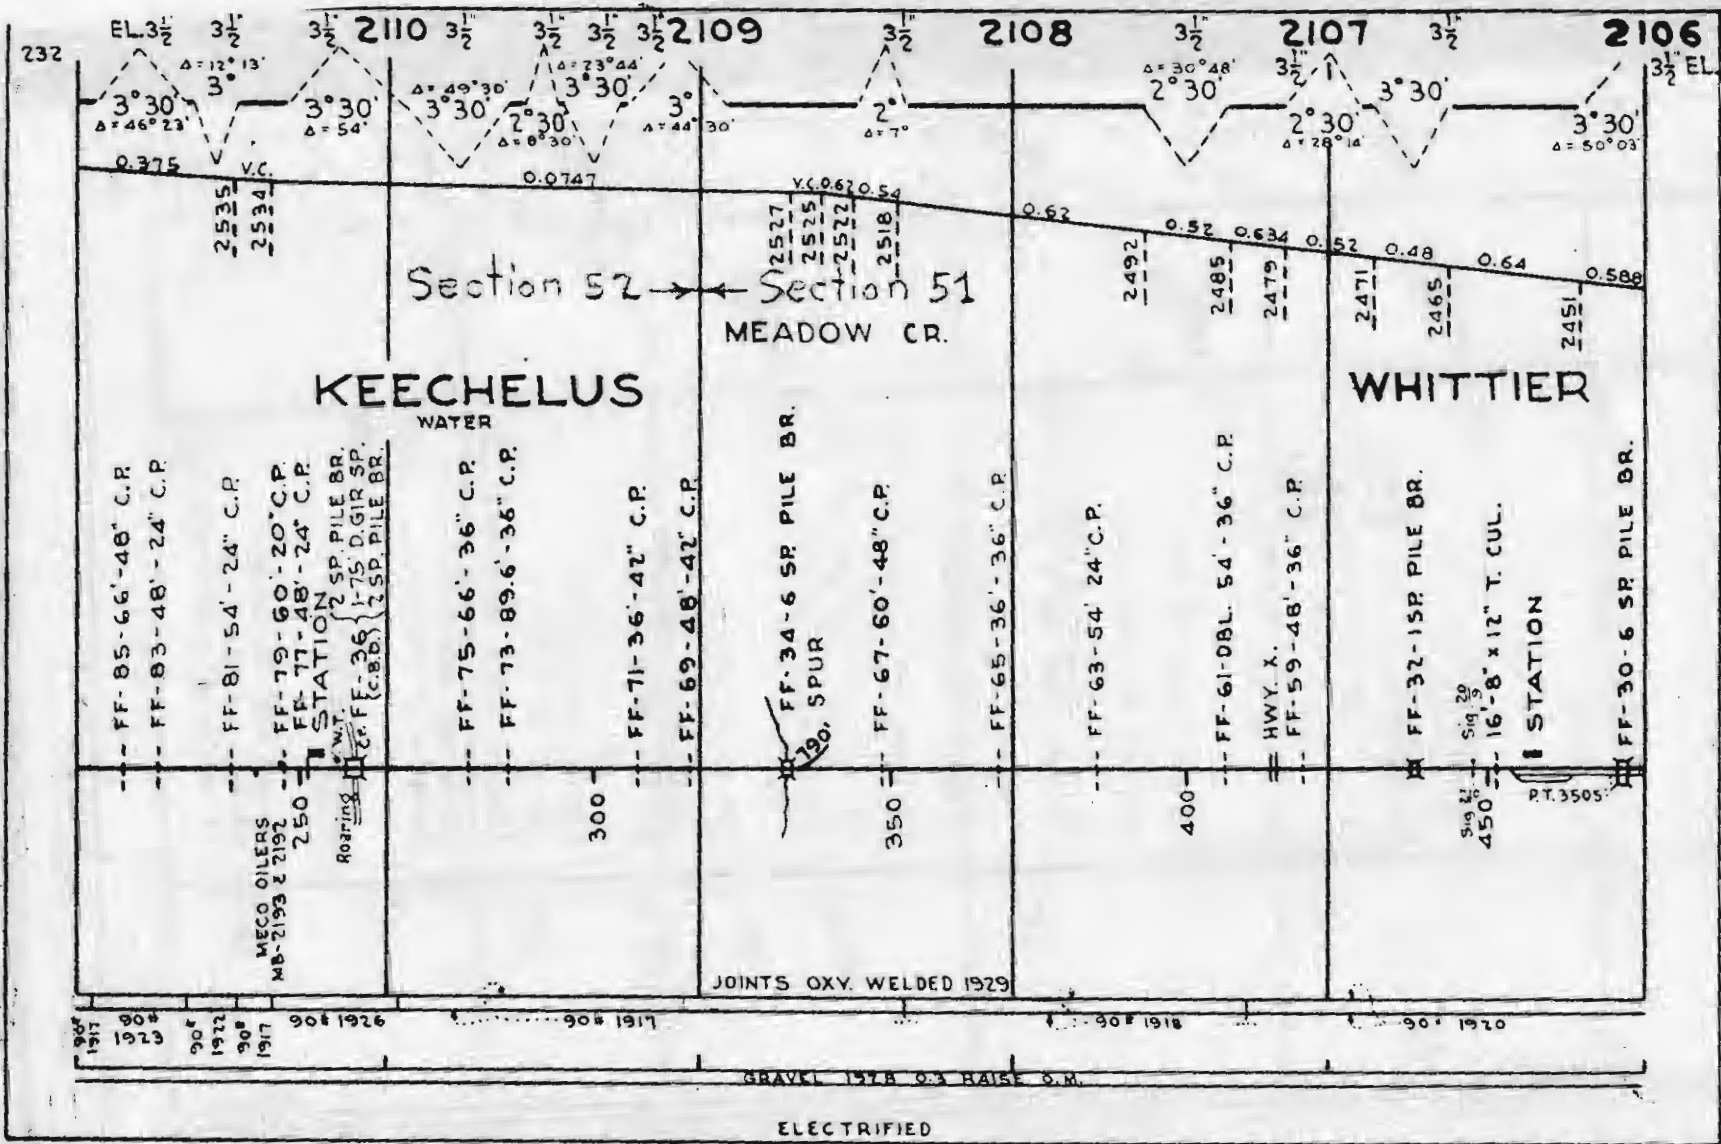 232
EL. 3½"
3½"
3½"
2110
3½"
3½"
3½"
3½"
2109
3½"
2108
3½"
2107
3½"
3½"
2106
3½" EL.
3° 30'
Δ = 46° 23'
Δ = 12° 13'
3°
3° 30'
Δ = 54'
Δ = 49° 30'
3° 30'
2° 30'
Δ = 8° 30'
Δ = 23° 44'
3° 30'
3°
Δ = 44° 30'
2°
Δ = 7°
Δ = 30° 48'
2° 30'
2° 30'
Δ = 28° 14'
3° 30'
3° 30'
Δ = 50° 03'
0.375
V.C.
0.0747
V.C.
0.62
0.54
0.62
0.52
0.634
0.52
0.48
0.64
0.588
2535
2534
2527
2525
2522
2518
2492
2485
2479
2471
2465
2451
Section 52
Section 51
MEADOW CR.
KEECHELUS
WATER
WHITTIER
FF-85-66'-48" C.P.
FF-83-48'-24" C.P.
FF-81-54'-24" C.P.
FF-79-60'-20" C.P.
FF-77-48'-24" C.P.
STATION
W.T.
FF-36
(C.B.D.)
2 SP. PILE BR.
1-75' D. GIR SP.
2 SP. PILE BR.
FF-75-66'-36" C.P.
FF-73-89.6'-36" C.P.
FF-71-36'-42" C.P.
FF-69-48'-42" C.P.
FF-34-6 SP. PILE BR.
790'
SPUR
FF-67-60'-48" C.P.
FF-65-36'-36" C.P.
FF-63-54' 24" C.P.
FF-61-DBL. 54'-36" C.P.
HWY. X.
FF-59-48'-36" C.P.
FF-32-15P. PILE BR.
Sig 20
16'-8" x 12" T. CUL.
STATION
FF-30-6 SP. PILE BR.
P.T. 3505'
MECO OILERS
MB-2193 & 2192
250
Roaring
300
350
400
450
JOINTS OXY. WELDED 1929
90# 1917
90# 1923
90# 1922
90# 1917
90# 1926
90# 1917
90# 1918
90# 1920
GRAVEL 1928 0.3 RAISE O.M.
ELECTRIFIED